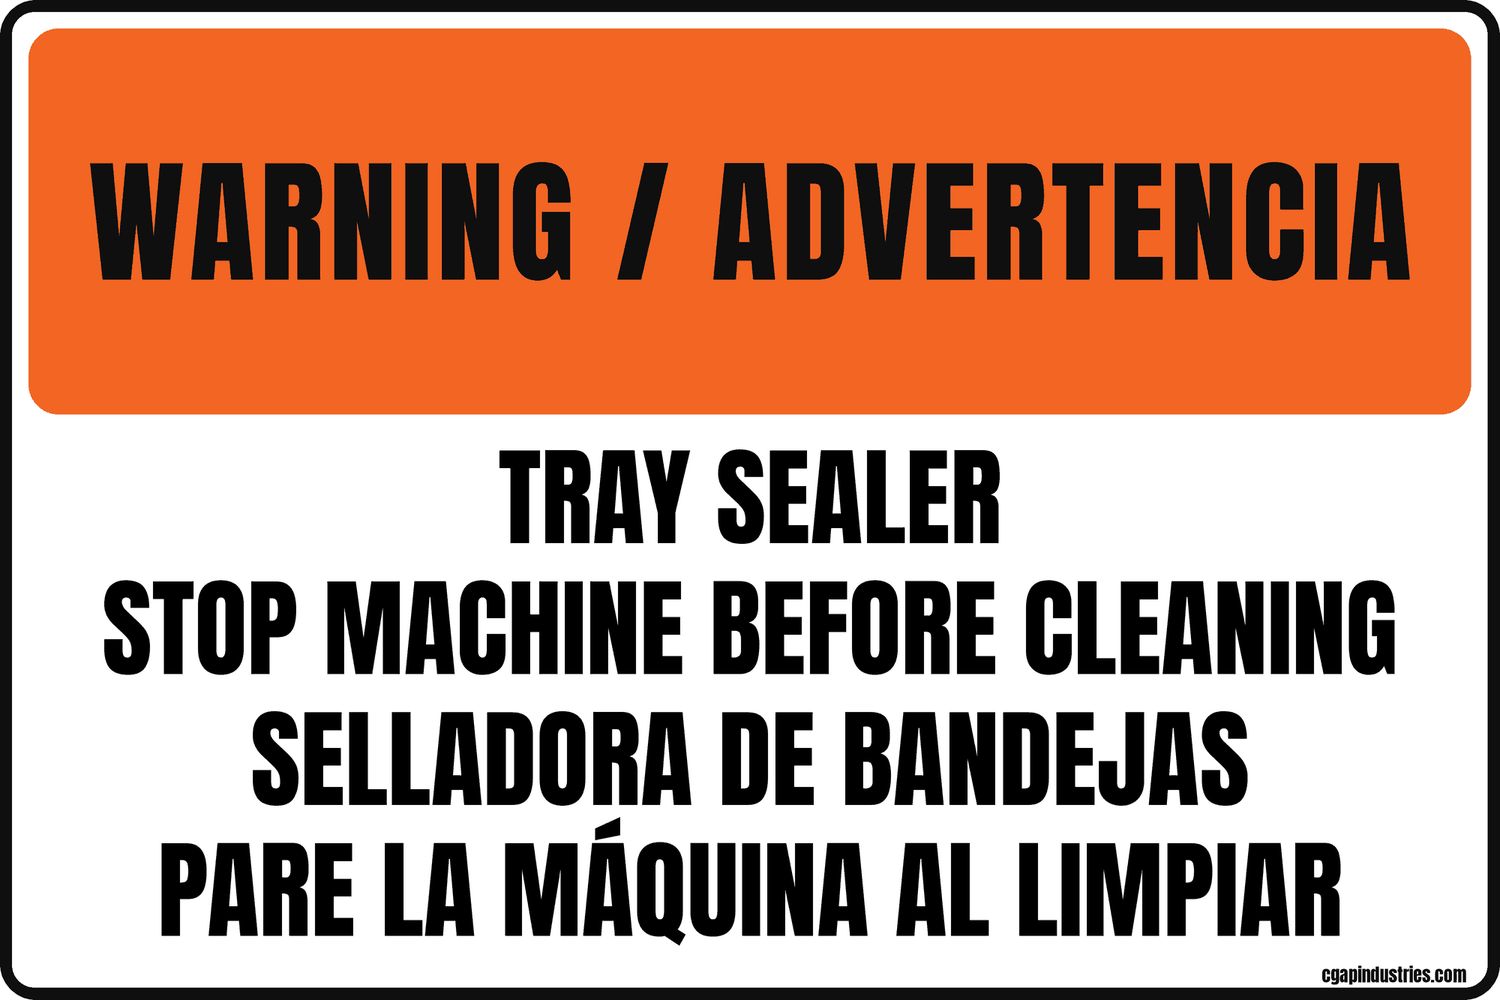 WARNING / ADVERTENCIA
TRAY SEALER
STOP MACHINE BEFORE CLEANING
SELLADORA DE BANDEJAS
PARE LA MÁQUINA AL LIMPIAR
cgapindustries.com